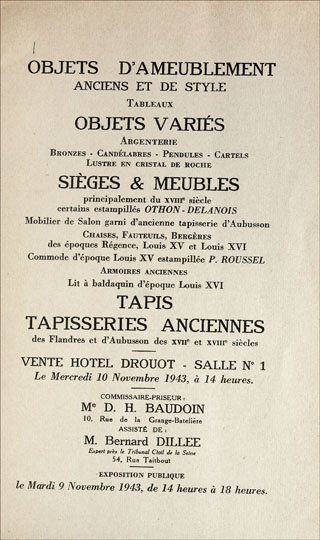 OBJETS D'AMEUBLEMENT
ANCIENS ET DE STYLE
TABLEAUX
OBJETS VARIÉS
ARGENTERIE
BRONZES - CANDÉLABRES - PENDULES - CARTELS
LUSTRE EN CRISTAL DE ROCHE
SIÈGES & MEUBLES
principalement du XVIIIe siècle
certains estampillés OTHON-DELANOIS
Mobilier de Salon garni d'ancienne tapisserie d'Aubusson
CHAISES, FAUTEUILS, BERGÈRES
des époques Régence, Louis XV et Louis XVI
Commode d'époque Louis XV estampillée P. ROUSSEL
ARMOIRES ANCIENNES
Lit à baldaquin d'époque Louis XVI
TAPIS
TAPISSERIES ANCIENNES
des Flandres et d'Aubusson des XVIIe et XVIIIe siècles
VENTE HOTEL DROUOT - SALLE N° 1
Le Mercredi 10 Novembre 1943, à 14 heures.
COMMISSAIRE-PRISEUR :
Me D. H. BAUDOIN
10, Rue de la Grange-Batelière
ASSISTÉ DE :
M. Bernard DILLEE
Expert près le Tribunal Civil de la Seine
54, Rue Taitbout
EXPOSITION PUBLIQUE
le Mardi 9 Novembre 1943, de 14 heures à 18 heures.